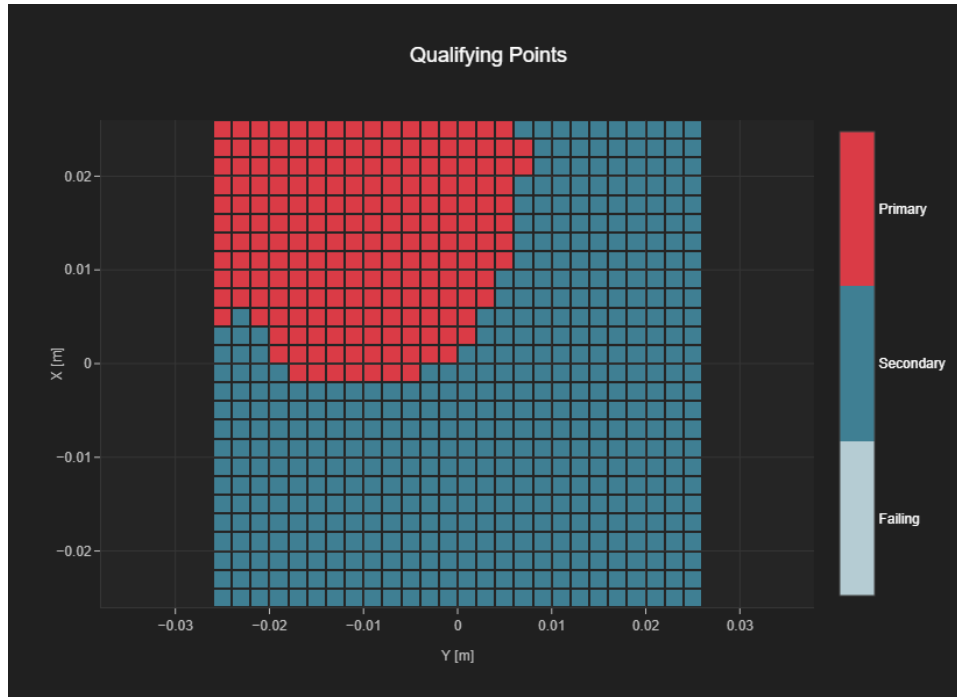 Qualifying Points
0.02
0.01
0
−0.01
−0.02
X [m]
−0.03
−0.02
−0.01
0
0.01
0.02
0.03
Y [m]
Primary
Secondary
Failing